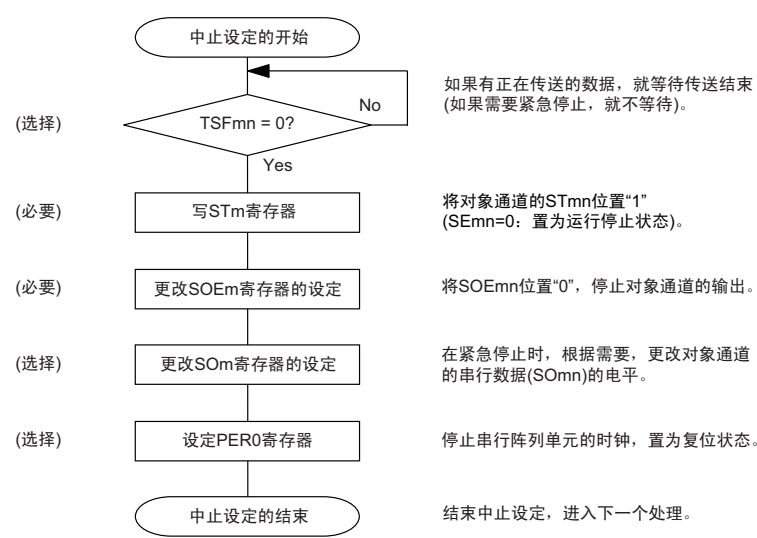 中止设定的开始
如果有正在传送的数据，就等待传送结束
(如果需要紧急停止，就不等待)。
No
(选择)
TSFmn = 0?
Yes
(必要)
写STm寄存器
将对象通道的STmn位置“1”
(SEmn=0：置为运行停止状态)。
(必要)
更改SOEm寄存器的设定
将SOEmn位置“0”，停止对象通道的输出。
(选择)
更改SOm寄存器的设定
在紧急停止时，根据需要，更改对象通道
的串行数据(SOmn)的电平。
(选择)
设定PER0寄存器
停止串行阵列单元的时钟，置为复位状态。
中止设定的结束
结束中止设定，进入下一个处理。